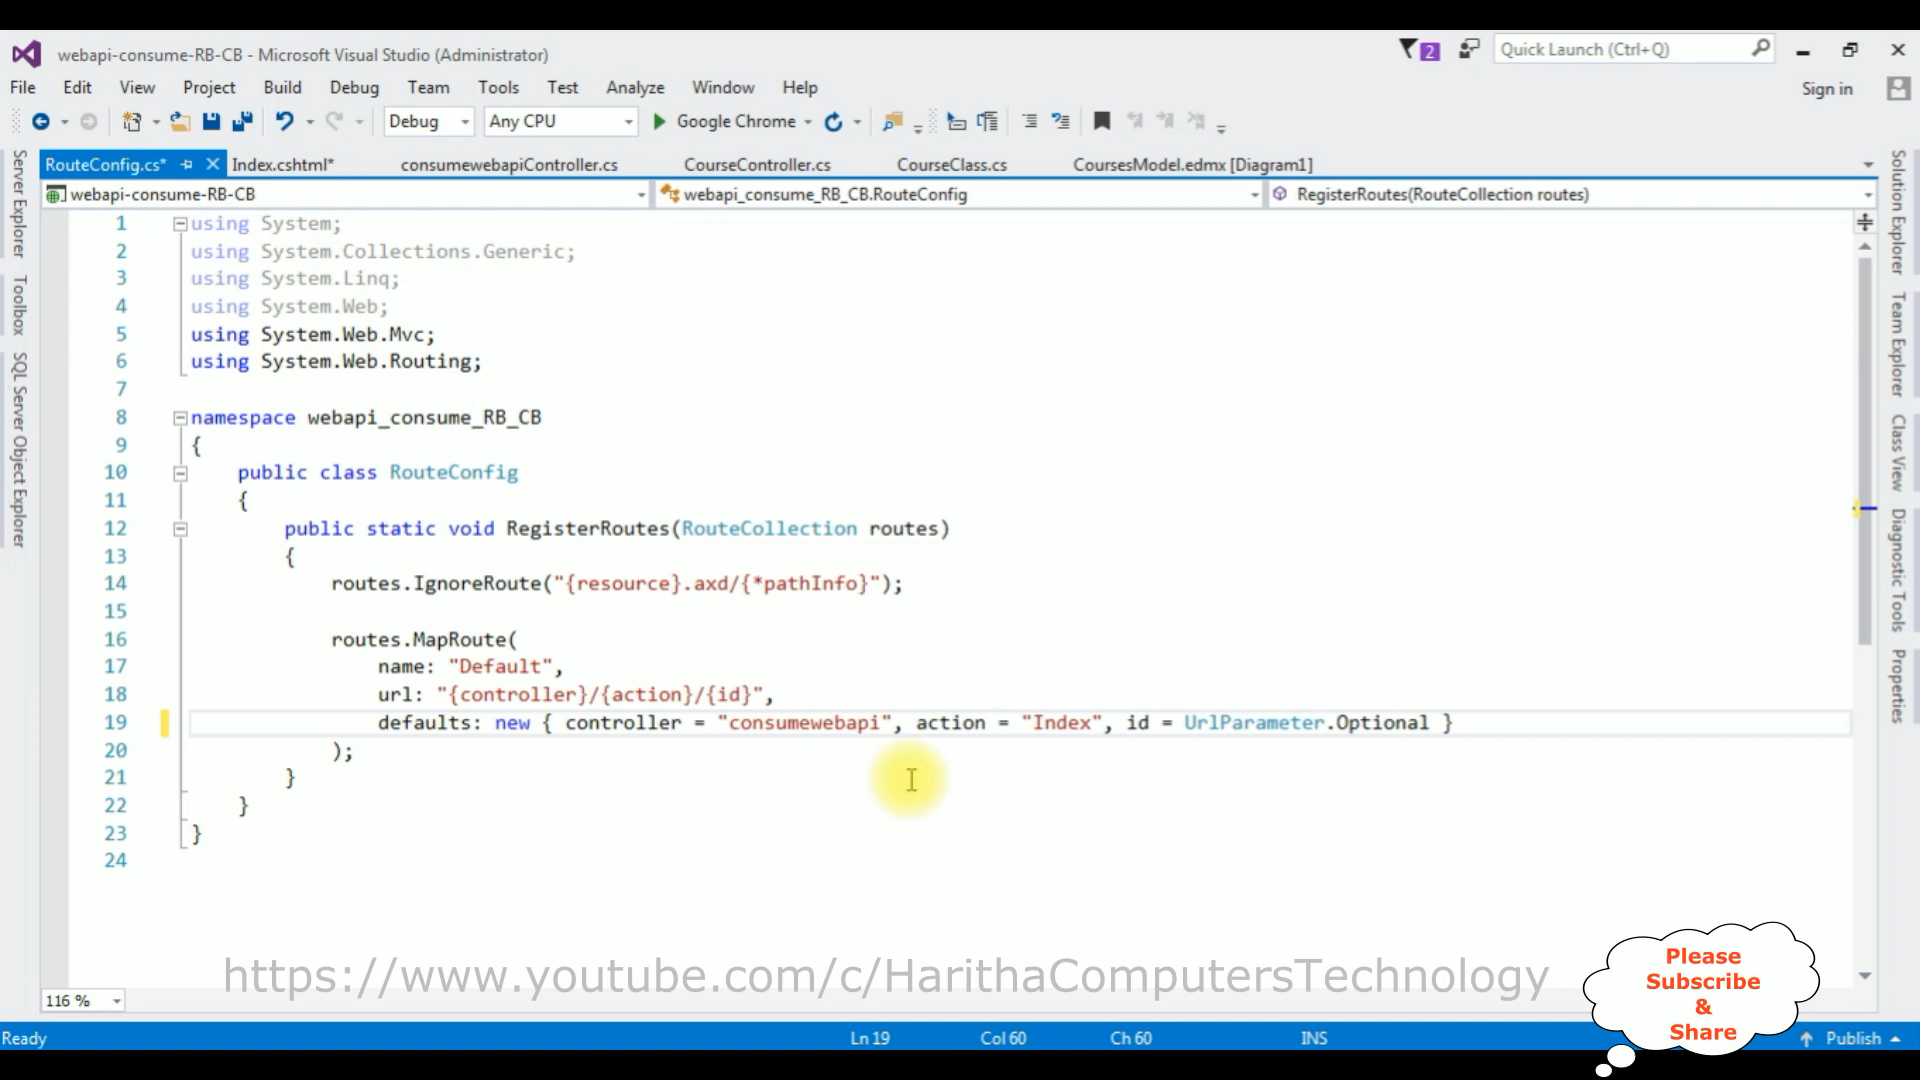 webapi-consume-RB-CB - Microsoft Visual Studio (Administrator)
2
Quick Launch (Ctrl+Q)
File Edit View Project Build Debug Team Tools Test Analyze Window Help
Sign in
Debug Any CPU Google Chrome
RouteConfig.cs* Index.cshtml* consumewebapiController.cs CourseController.cs CourseClass.cs CoursesModel.edmx [Diagram1]
webapi-consume-RB-CB webapi_consume_RB_CB.RouteConfig RegisterRoutes(RouteCollection routes)
Server Explorer
Toolbox
SQL Server Object Explorer
1 using System;
2 using System.Collections.Generic;
3 using System.Linq;
4 using System.Web;
5 using System.Web.Mvc;
6 using System.Web.Routing;
7
8 namespace webapi_consume_RB_CB
9 {
10 public class RouteConfig
11 {
12 public static void RegisterRoutes(RouteCollection routes)
13 {
14 routes.IgnoreRoute("{resource}.axd/{*pathInfo}");
15
16 routes.MapRoute(
17 name: "Default",
18 url: "{controller}/{action}/{id}",
19 defaults: new { controller = "consumewebapi", action = "Index", id = UrlParameter.Optional }
20 );
21 }
22 }
23 }
24
Solution Explorer
Team Explorer
Class View
Diagnostic Tools
Properties
https://www.youtube.com/c/HarithaComputersTechnology
Please
Subscribe
&
Share
116 %
Ready Ln 19 Col 60 Ch 60 INS Publish